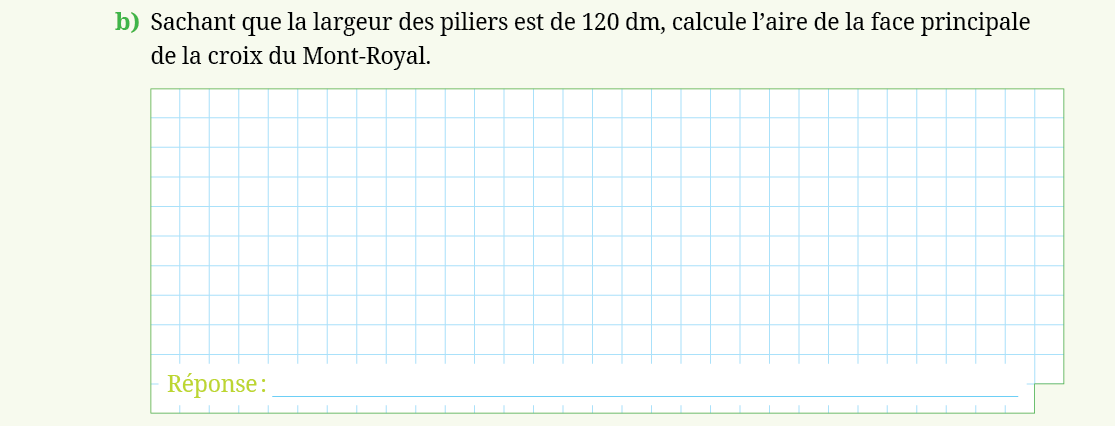 b) Sachant que la largeur des piliers est de 120 dm, calcule l’aire de la face principale
de la croix du Mont-Royal.
Réponse :